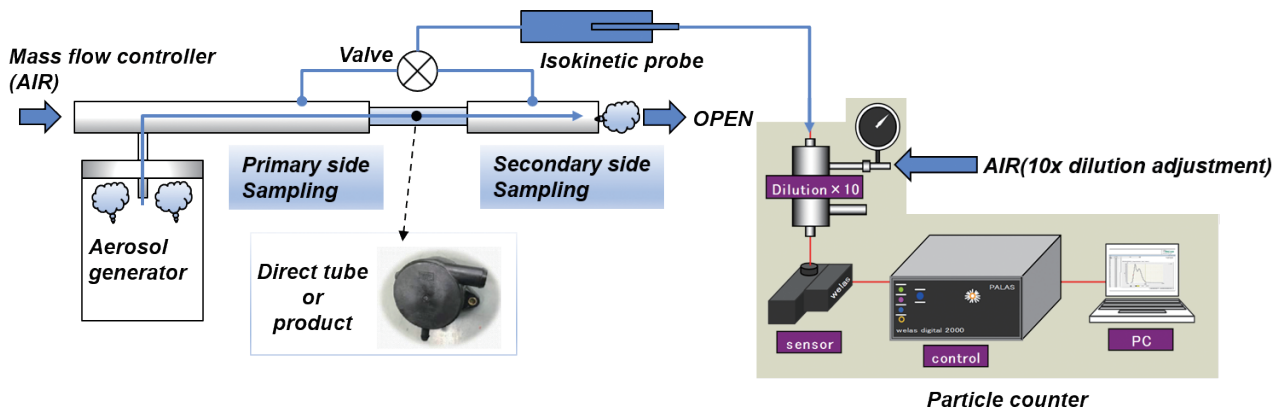 Mass flow controller
(AIR)
Valve
Isokinetic probe
OPEN
Primary side
Sampling
Secondary side
Sampling
AIR(10x dilution adjustment)
Dilution×10
Aerosol
generator
Direct tube
or
product
welas
PALAS
welas digital 2000
sensor
control
PC
Particle counter